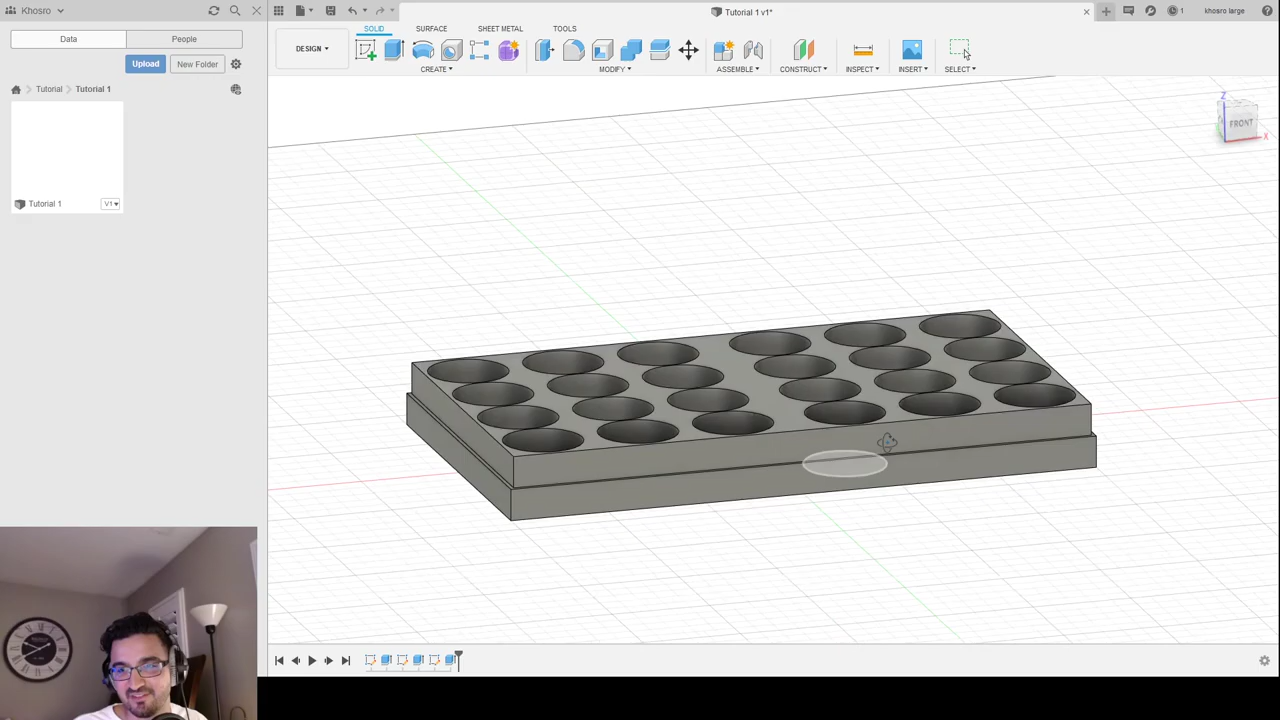 Khosro
Tutorial 1 v1*
1
khosro large
Data
People
Upload
New Folder
Tutorial
Tutorial 1
Tutorial 1
V1
DESIGN
SOLID
SURFACE
SHEET METAL
TOOLS
CREATE
MODIFY
ASSEMBLE
CONSTRUCT
INSPECT
INSERT
SELECT
Z
FRONT
X